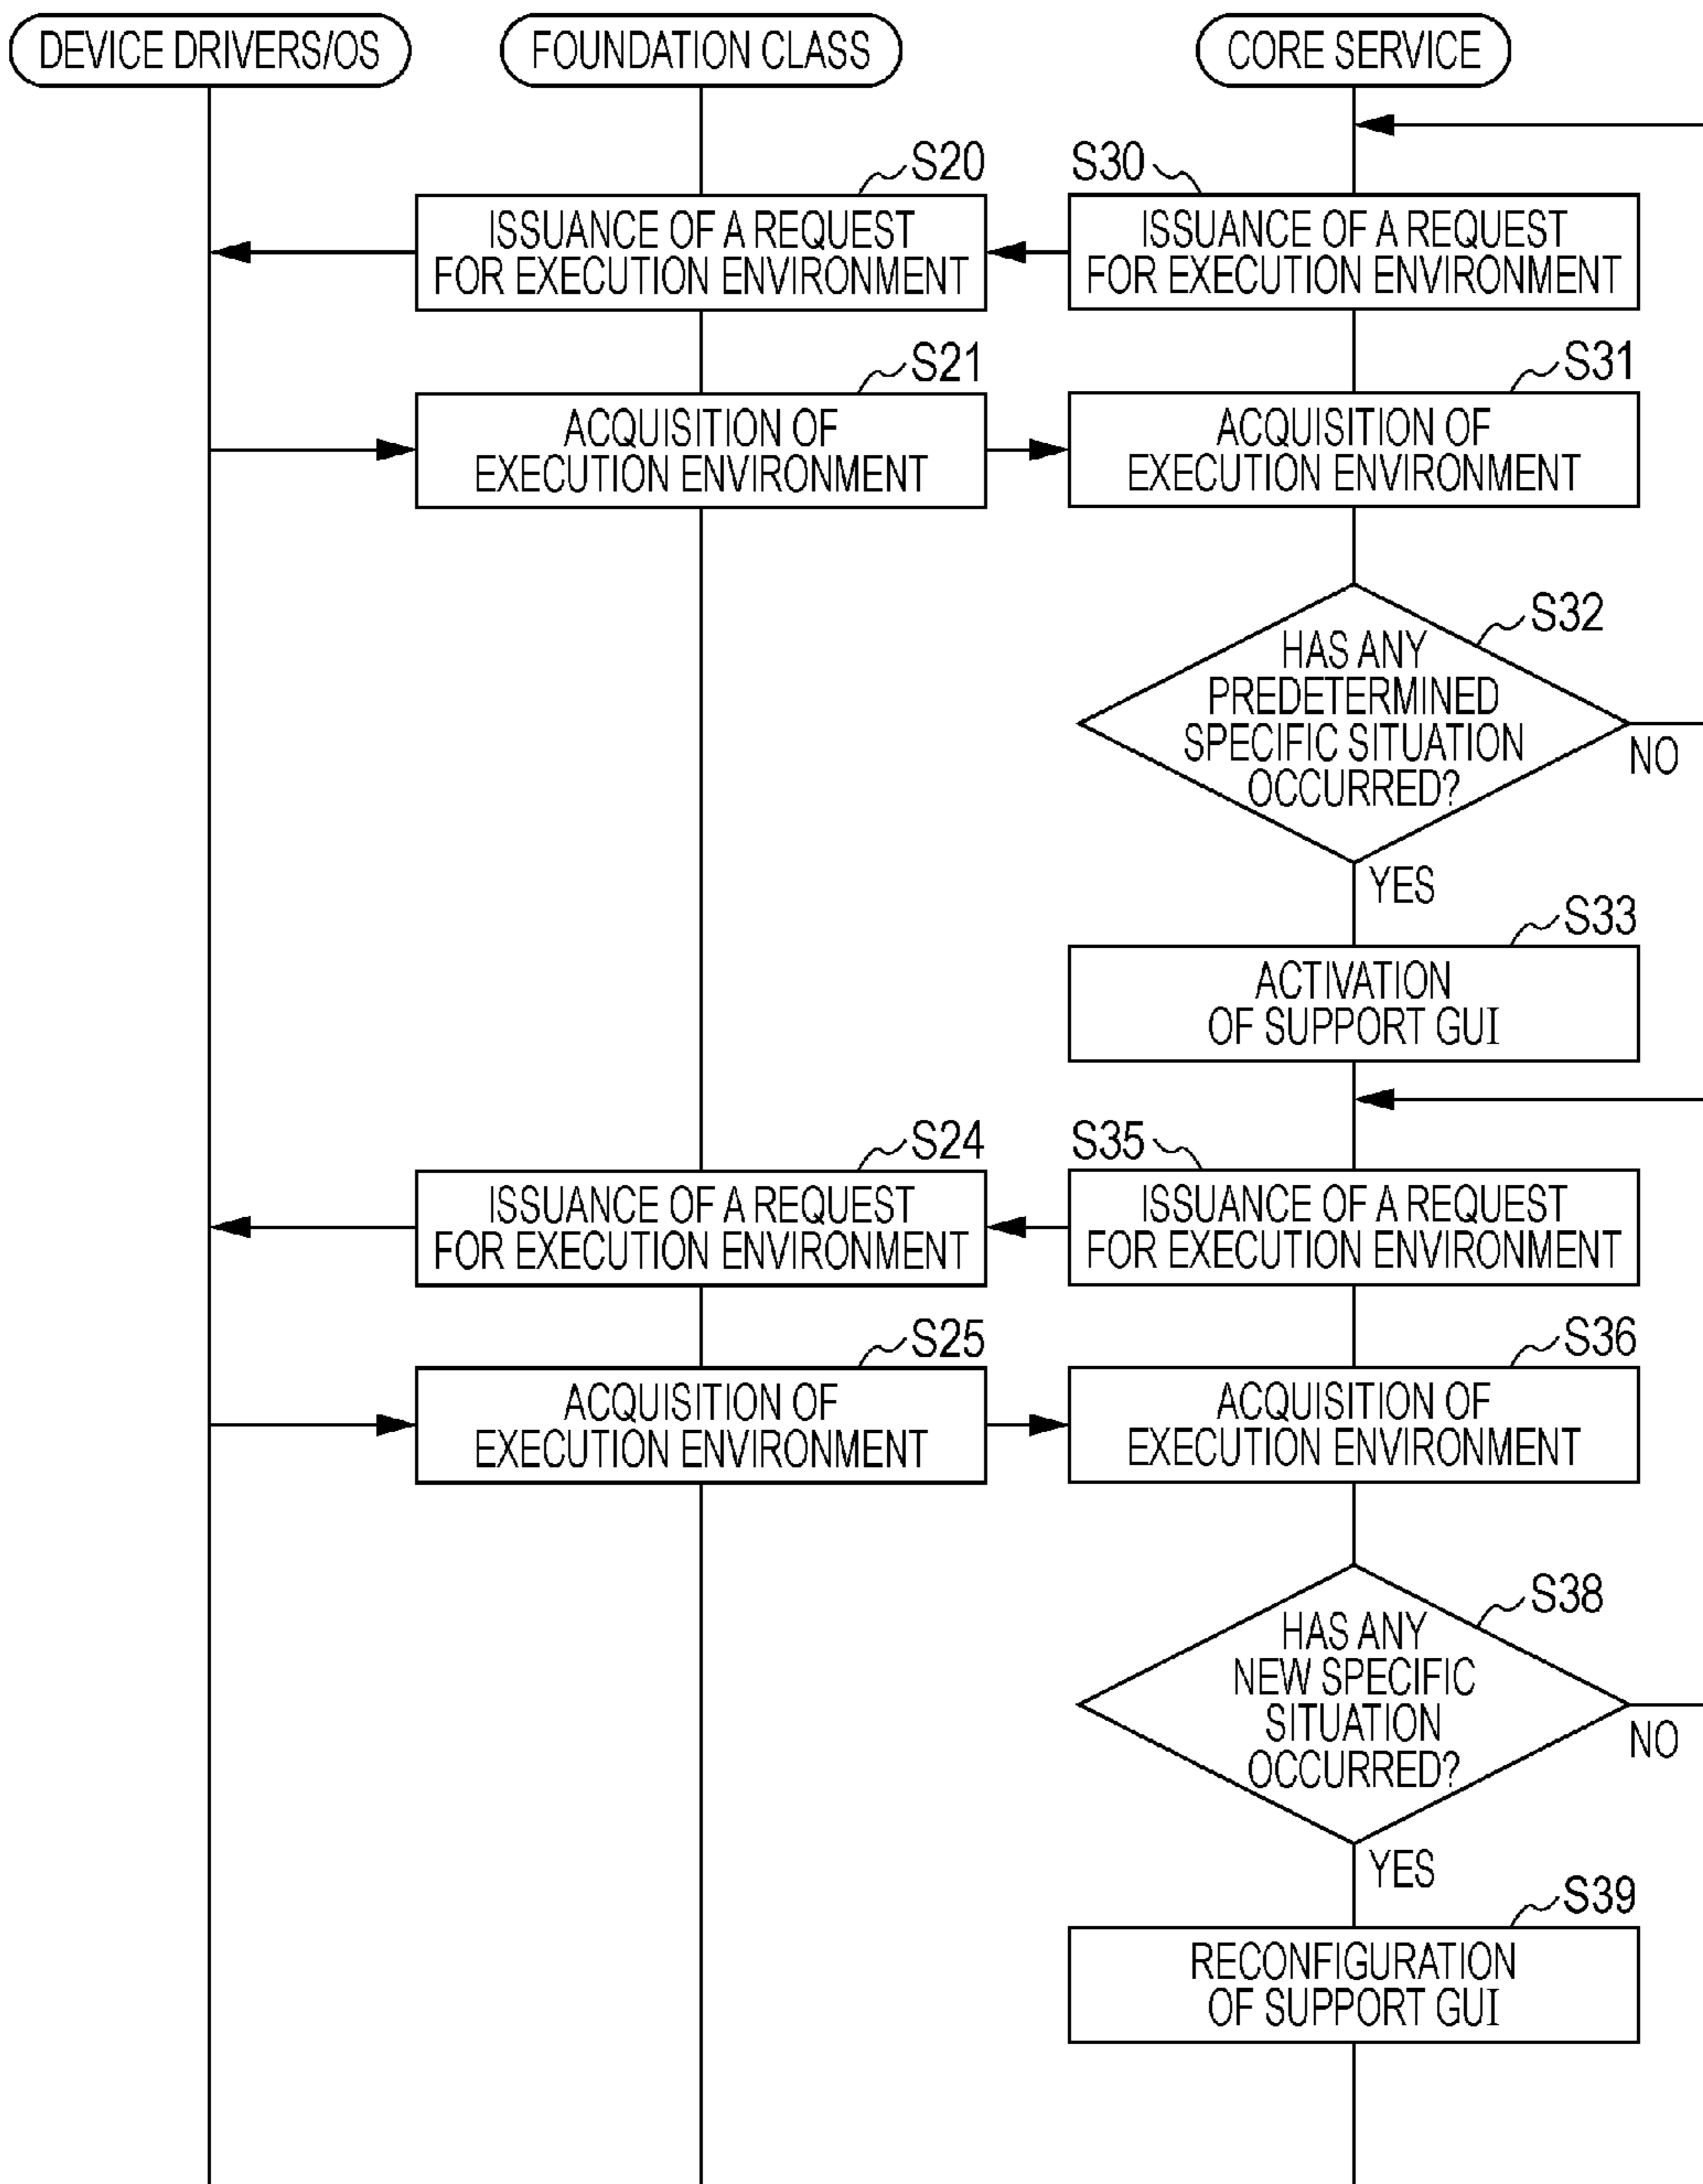 DEVICE DRIVERS/OS
FOUNDATION CLASS
CORE SERVICE
S20
S30
ISSUANCE OF A REQUEST
FOR EXECUTION ENVIRONMENT
ISSUANCE OF A REQUEST
FOR EXECUTION ENVIRONMENT
S21
S31
ACQUISITION OF
EXECUTION ENVIRONMENT
ACQUISITION OF
EXECUTION ENVIRONMENT
S32
HAS ANY
PREDETERMINED
SPECIFIC SITUATION
OCCURRED?
NO
YES
S33
ACTIVATION
OF SUPPORT GUI
S24
S35
ISSUANCE OF A REQUEST
FOR EXECUTION ENVIRONMENT
ISSUANCE OF A REQUEST
FOR EXECUTION ENVIRONMENT
S25
S36
ACQUISITION OF
EXECUTION ENVIRONMENT
ACQUISITION OF
EXECUTION ENVIRONMENT
S38
HAS ANY
NEW SPECIFIC
SITUATION
OCCURRED?
NO
YES
S39
RECONFIGURATION
OF SUPPORT GUI